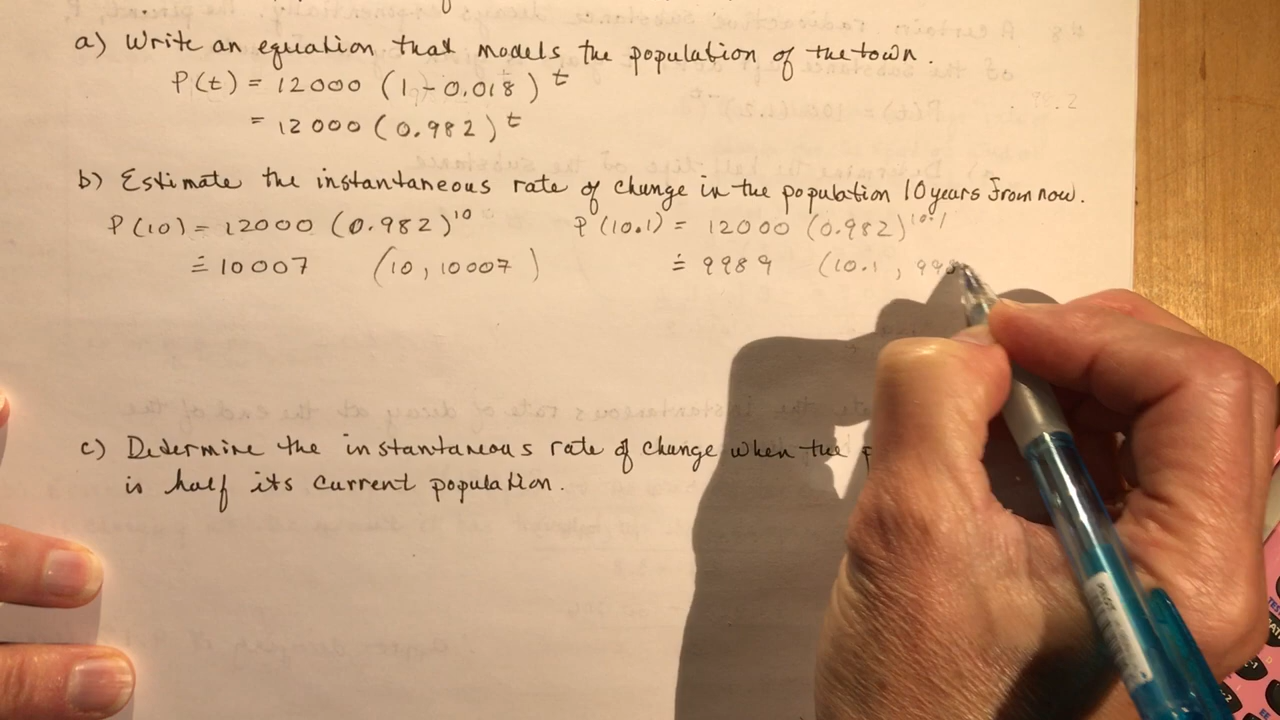 a) Write an equation that models the population of the town.
P(t) = 12000 (1 - 0.018)^t
= 12000 (0.982)^t
b) Estimate the instantaneous rate of change in the population 10 years from now.
P(10) = 12000 (0.982)^10 P(10.1) = 12000 (0.982)^10.1
≐ 10007 (10, 10007) ≐ 9989 (10.1, 998
c) Determine the instantaneous rate of change when the p
is half its current population.